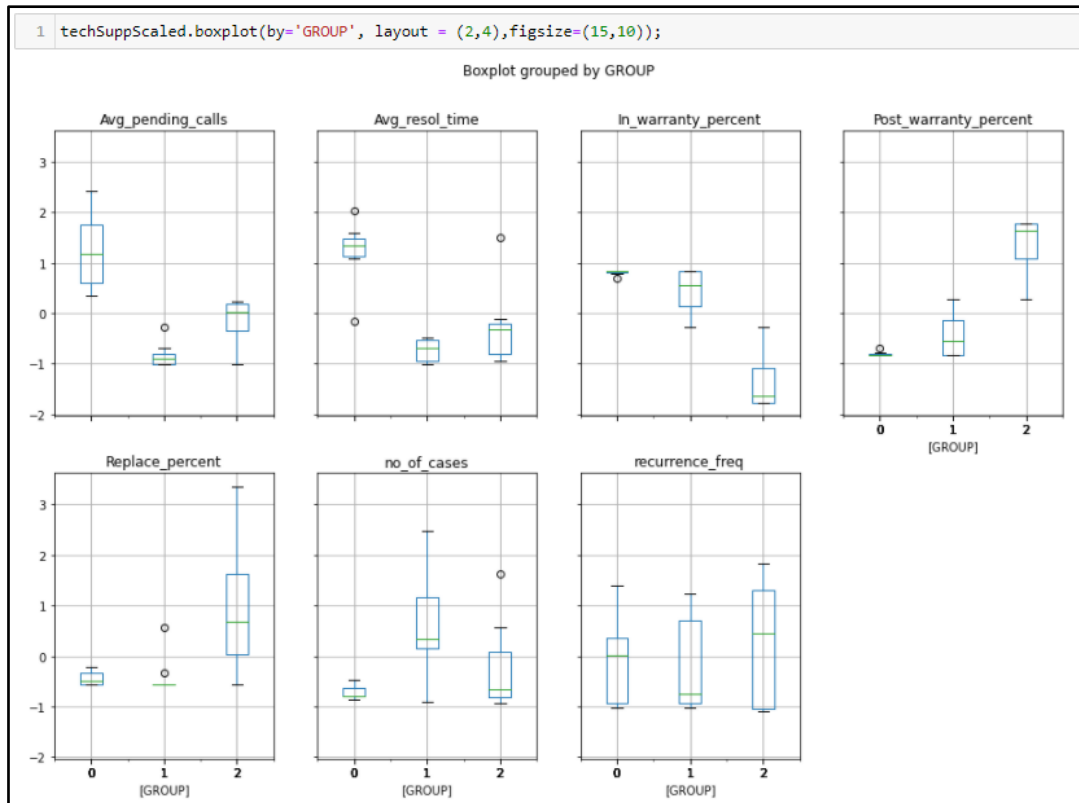 1 techSuppScaled.boxplot(by='GROUP', layout = (2,4),figsize=(15,10));
Boxplot grouped by GROUP
Avg_pending_calls Avg_resol_time In_warranty_percent Post_warranty_percent
3
2
1
0
−1
−2
0 1 2
[GROUP]
Replace_percent no_of_cases recurrence_freq
3
2
1
0
−1
−2
0 1 2 0 1 2 0 1 2
[GROUP] [GROUP] [GROUP]